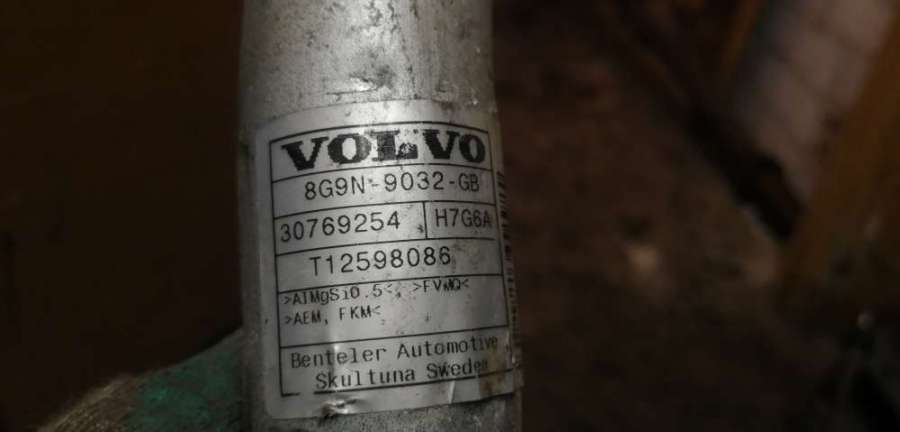 VOLVO
8G9N-9032-GB
30769254 H7G6A
T12598086
>AlMgSi0.5<, >FVMQ<
>AEM, FKM<
Benteler Automotive
Skultuna Sweden